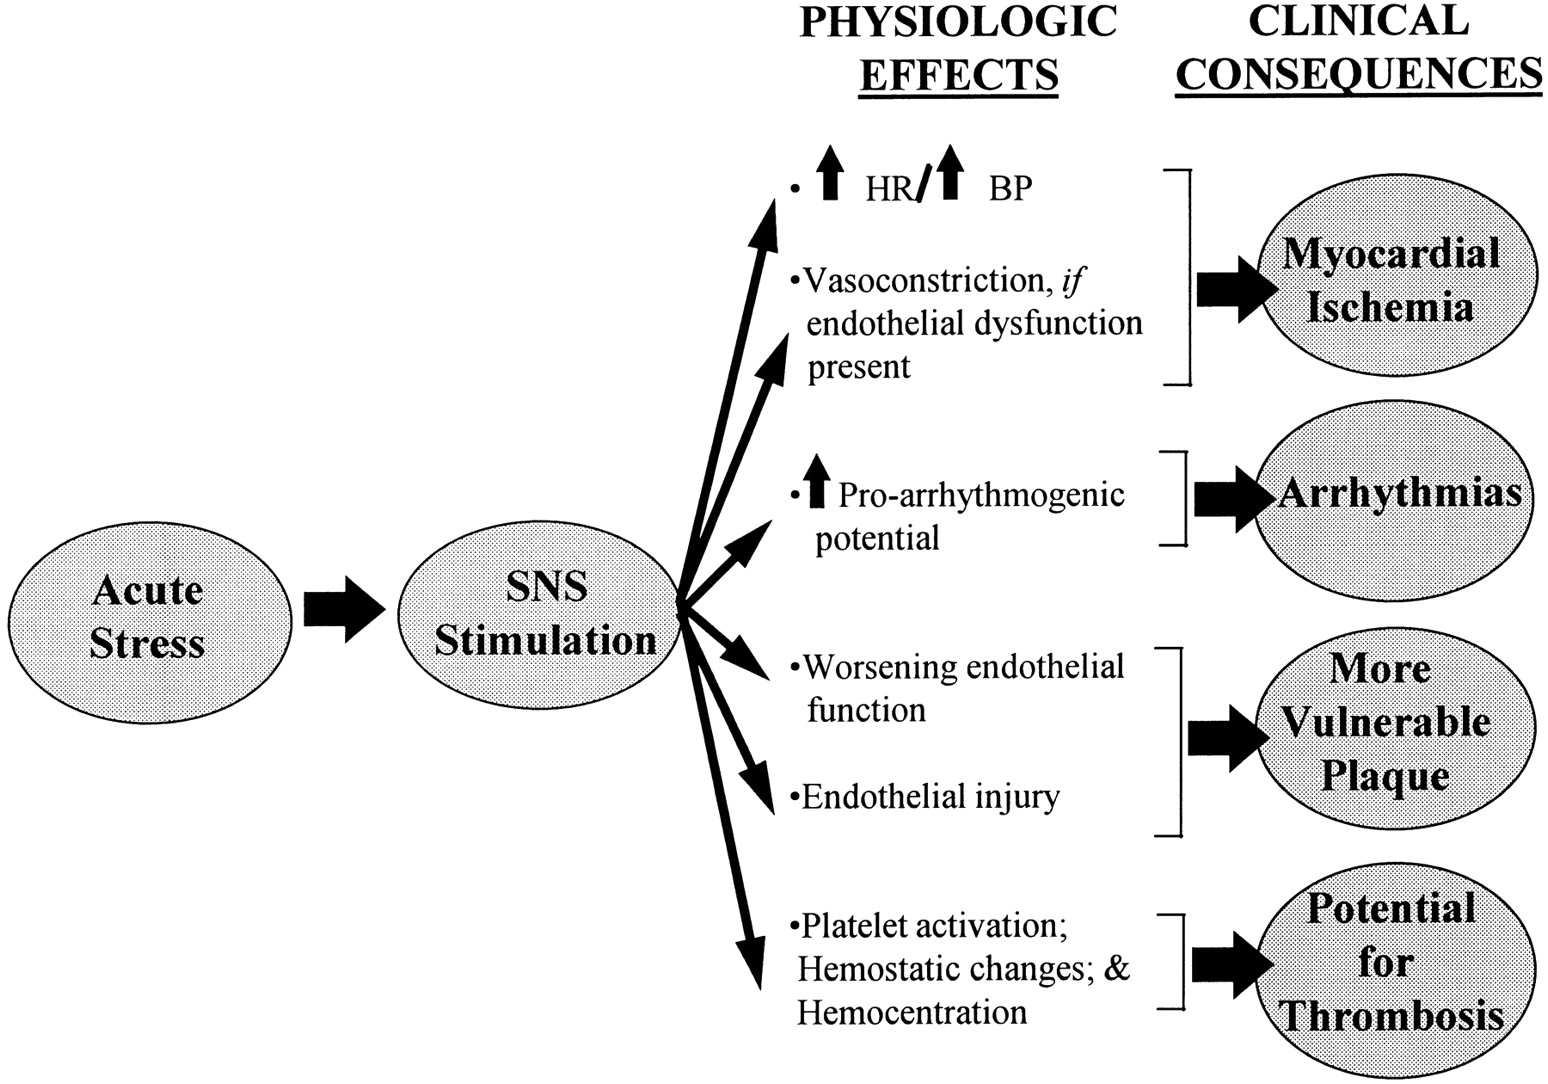 PHYSIOLOGIC
EFFECTS
CLINICAL
CONSEQUENCES
Acute
Stress
SNS
Stimulation
• HR/ BP
•Vasoconstriction, if
endothelial dysfunction
present
• Pro-arrhythmogenic
potential
•Worsening endothelial
function
•Endothelial injury
•Platelet activation;
Hemostatic changes; &
Hemocentration
Myocardial
Ischemia
Arrhythmias
More
Vulnerable
Plaque
Potential
for
Thrombosis